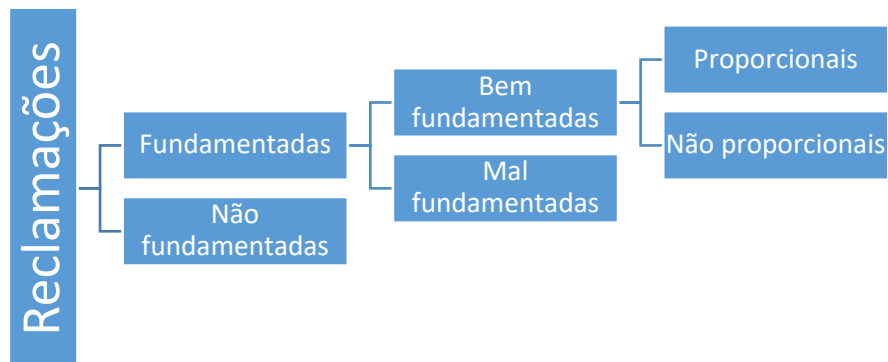 Reclamações
Fundamentadas
Não
fundamentadas
Bem
fundamentadas
Mal
fundamentadas
Proporcionais
Não proporcionais